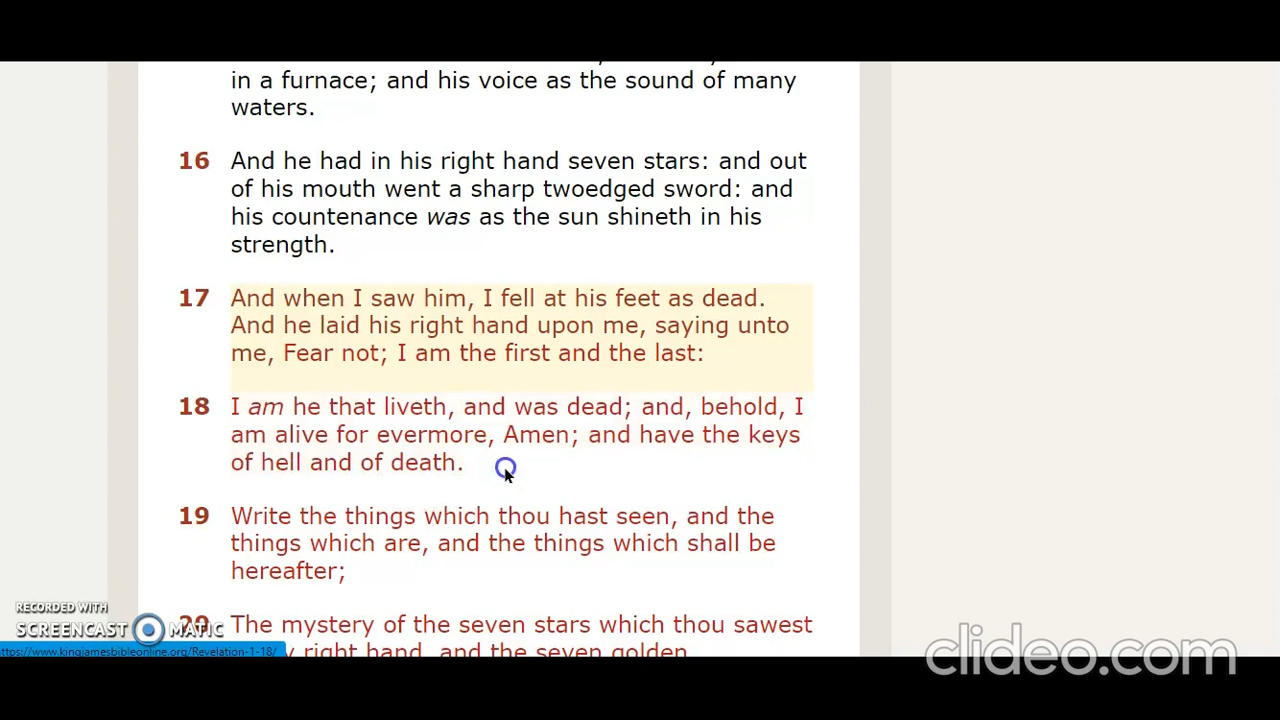 in a furnace; and his voice as the sound of many
waters.
16 And he had in his right hand seven stars: and out
of his mouth went a sharp twoedged sword: and
his countenance was as the sun shineth in his
strength.
17 And when I saw him, I fell at his feet as dead.
And he laid his right hand upon me, saying unto
me, Fear not; I am the first and the last:
18 I am he that liveth, and was dead; and, behold, I
am alive for evermore, Amen; and have the keys
of hell and of death.
19 Write the things which thou hast seen, and the
things which are, and the things which shall be
hereafter;
20 The mystery of the seven stars which thou sawest
right hand, and the seven golden
RECORDED WITH
SCREENCAST MATIC
https://www.kingjamesbibleonline.org/Revelation-1-18/
clideo.com